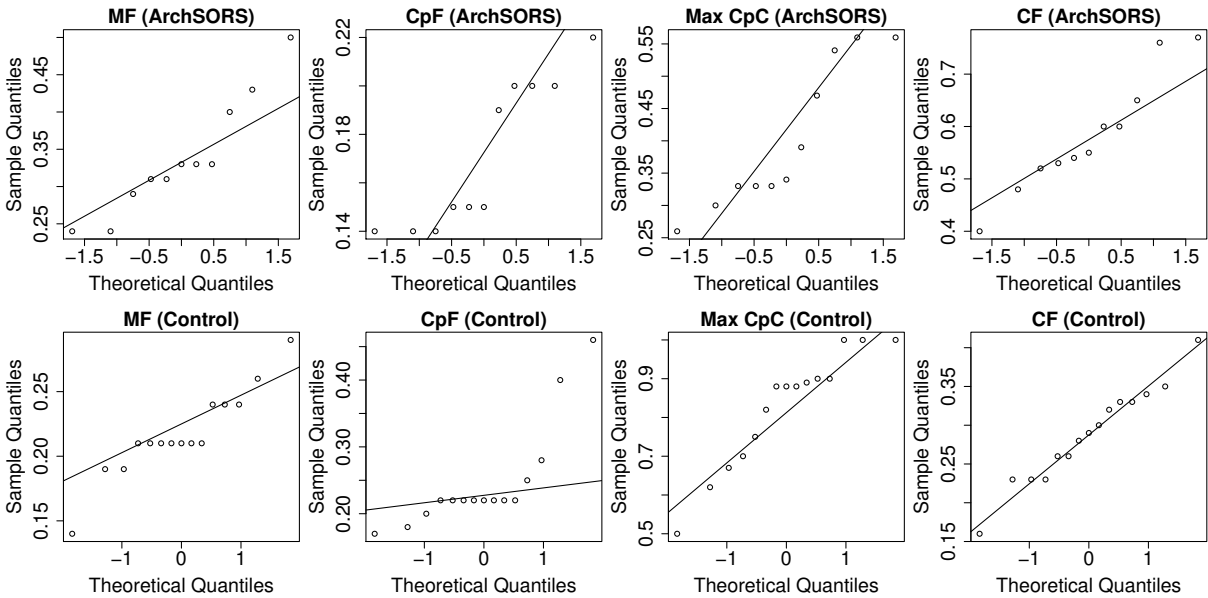 MF (ArchSORS)
Sample Quantiles
0.25 0.35 0.45
−1.5 −0.5 0.5 1.5
Theoretical Quantiles
CpF (ArchSORS)
Sample Quantiles
0.14 0.18 0.22
−1.5 −0.5 0.5 1.5
Theoretical Quantiles
Max CpC (ArchSORS)
Sample Quantiles
0.25 0.35 0.45 0.55
−1.5 −0.5 0.5 1.5
Theoretical Quantiles
CF (ArchSORS)
Sample Quantiles
0.4 0.5 0.6 0.7
−1.5 −0.5 0.5 1.5
Theoretical Quantiles
MF (Control)
Sample Quantiles
0.15 0.20 0.25
−1 0 1
Theoretical Quantiles
CpF (Control)
Sample Quantiles
0.20 0.30 0.40
−1 0 1
Theoretical Quantiles
Max CpC (Control)
Sample Quantiles
0.5 0.7 0.9
−1 0 1
Theoretical Quantiles
CF (Control)
Sample Quantiles
0.15 0.25 0.35
−1 0 1
Theoretical Quantiles